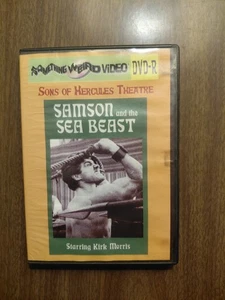 SOMETHING WEIRD VIDEO DVD-R
SONS OF HERCULES THEATRE
SAMSON and the
SEA BEAST
Starring Kirk Morris